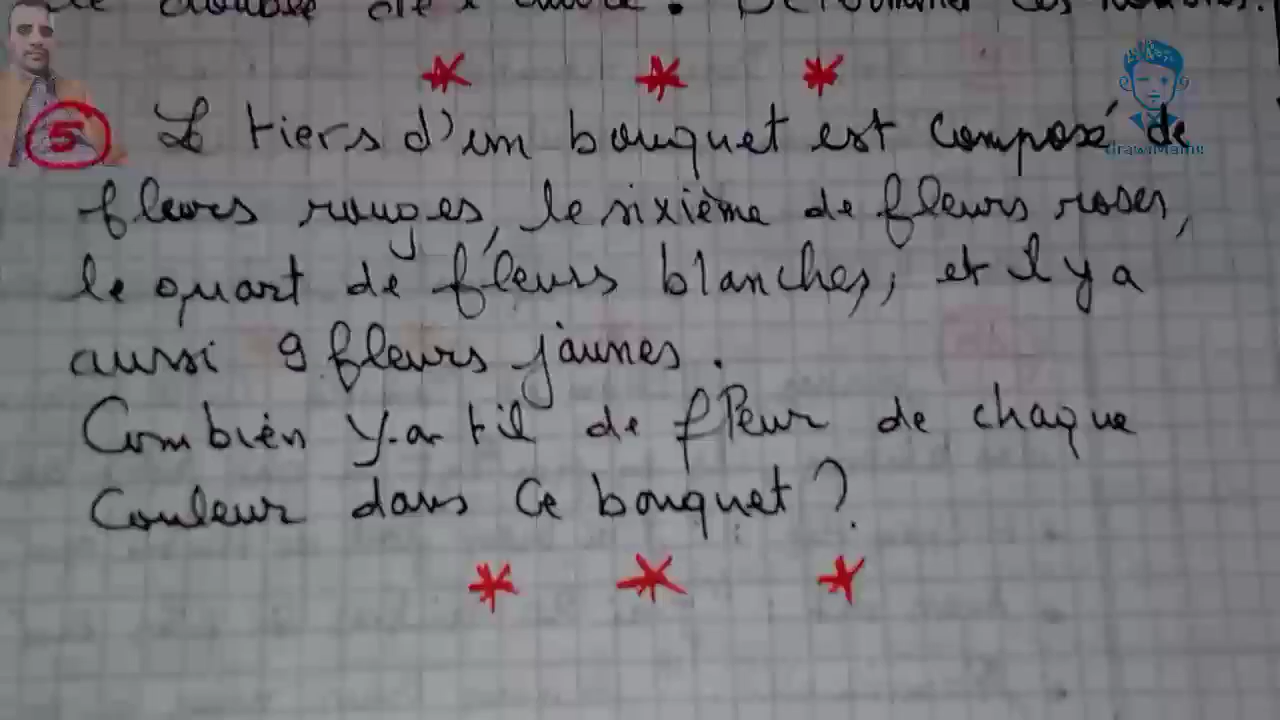 5 Le tiers d'un bouquet est composé de
fleurs rouges, le sixième de fleurs roses,
le quart de fleurs blanches, et il y a
aussi 9 fleurs jaunes.
Combien y-a-t-il de fleur de chaque
couleur dans ce bouquet ?